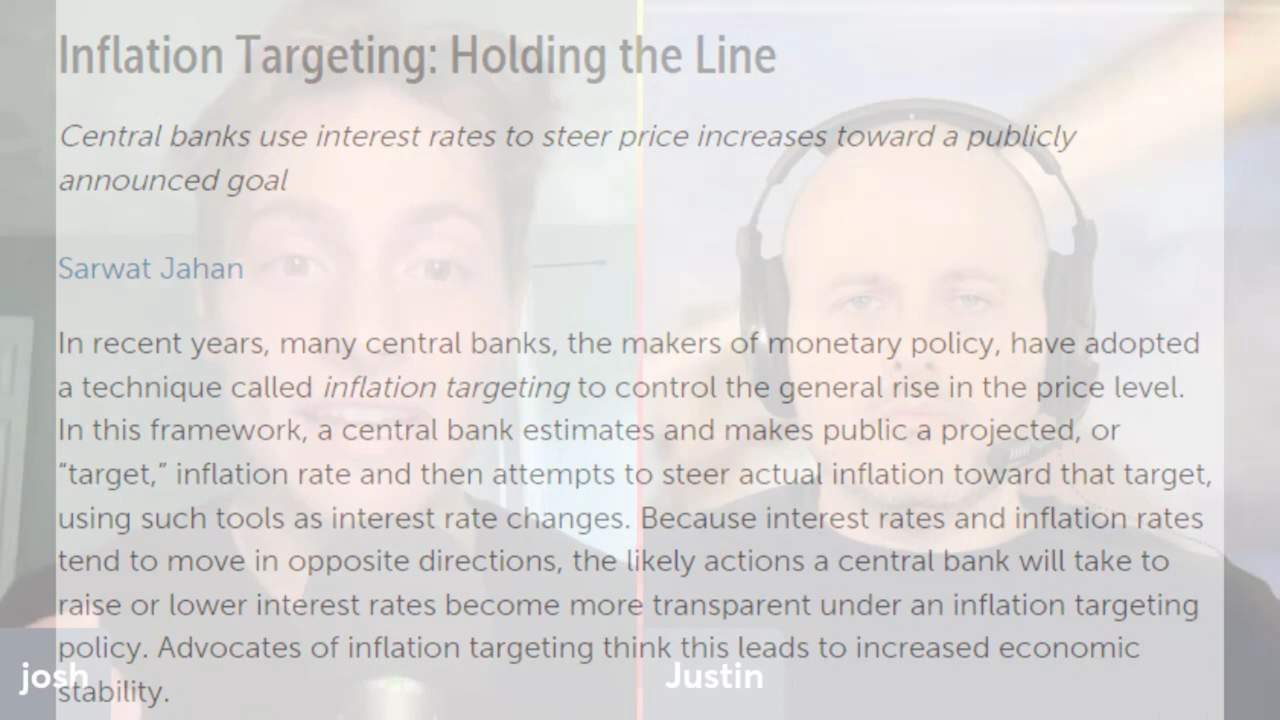 Inflation Targeting: Holding the Line
Central banks use interest rates to steer price increases toward a publicly
announced goal
Sarwat Jahan
In recent years, many central banks, the makers of monetary policy, have adopted
a technique called inflation targeting to control the general rise in the price level.
In this framework, a central bank estimates and makes public a projected, or
“target,” inflation rate and then attempts to steer actual inflation toward that target,
using such tools as interest rate changes. Because interest rates and inflation rates
tend to move in opposite directions, the likely actions a central bank will take to
raise or lower interest rates become more transparent under an inflation targeting
policy. Advocates of inflation targeting think this leads to increased economic
stability.
josh
Justin